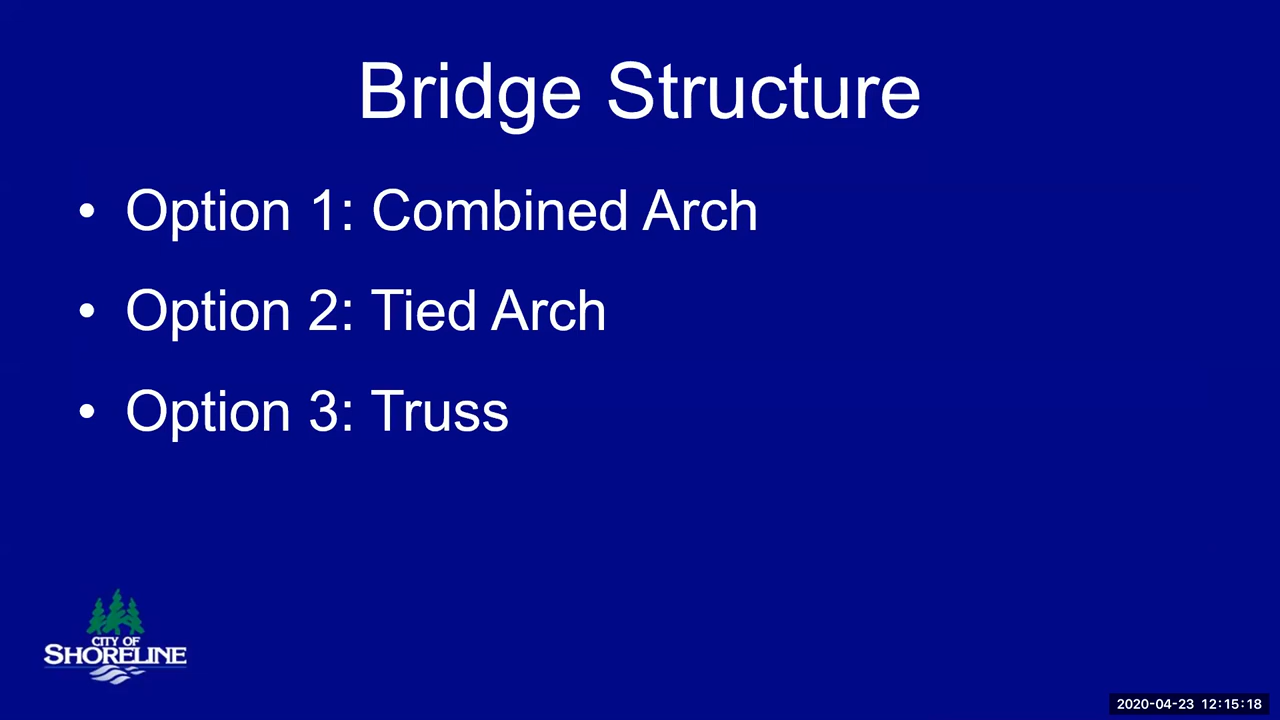 Bridge Structure
• Option 1: Combined Arch
• Option 2: Tied Arch
• Option 3: Truss
CITY OF
SHORELINE
2020-04-23 12:15:18